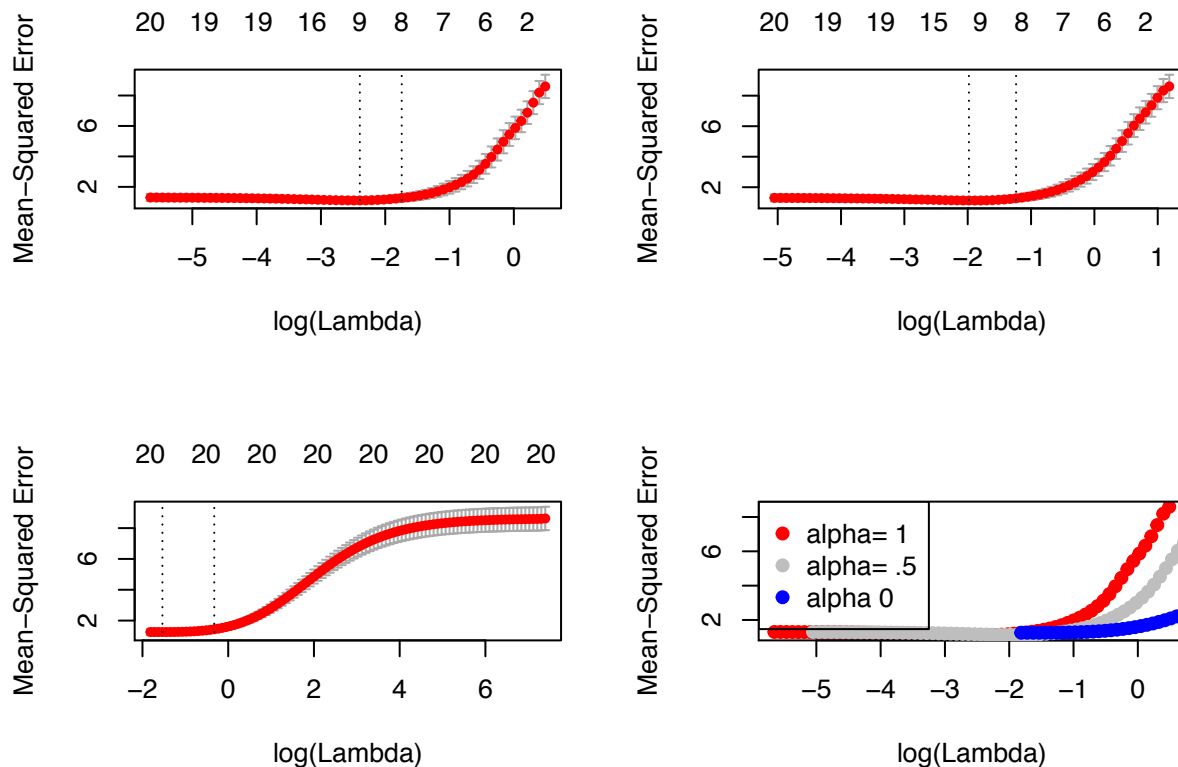 20 19 19 16 9 8 7 6 2
Mean−Squared Error
2 6
−5 −4 −3 −2 −1 0
log(Lambda)
20 19 19 15 9 8 7 6 2
Mean−Squared Error
2 6
−5 −4 −3 −2 −1 0 1
log(Lambda)
20 20 20 20 20 20 20 20
Mean−Squared Error
2 6
−2 0 2 4 6
log(Lambda)
Mean−Squared Error
2 6
alpha= 1
alpha= .5
alpha 0
−5 −4 −3 −2 −1 0
log(Lambda)